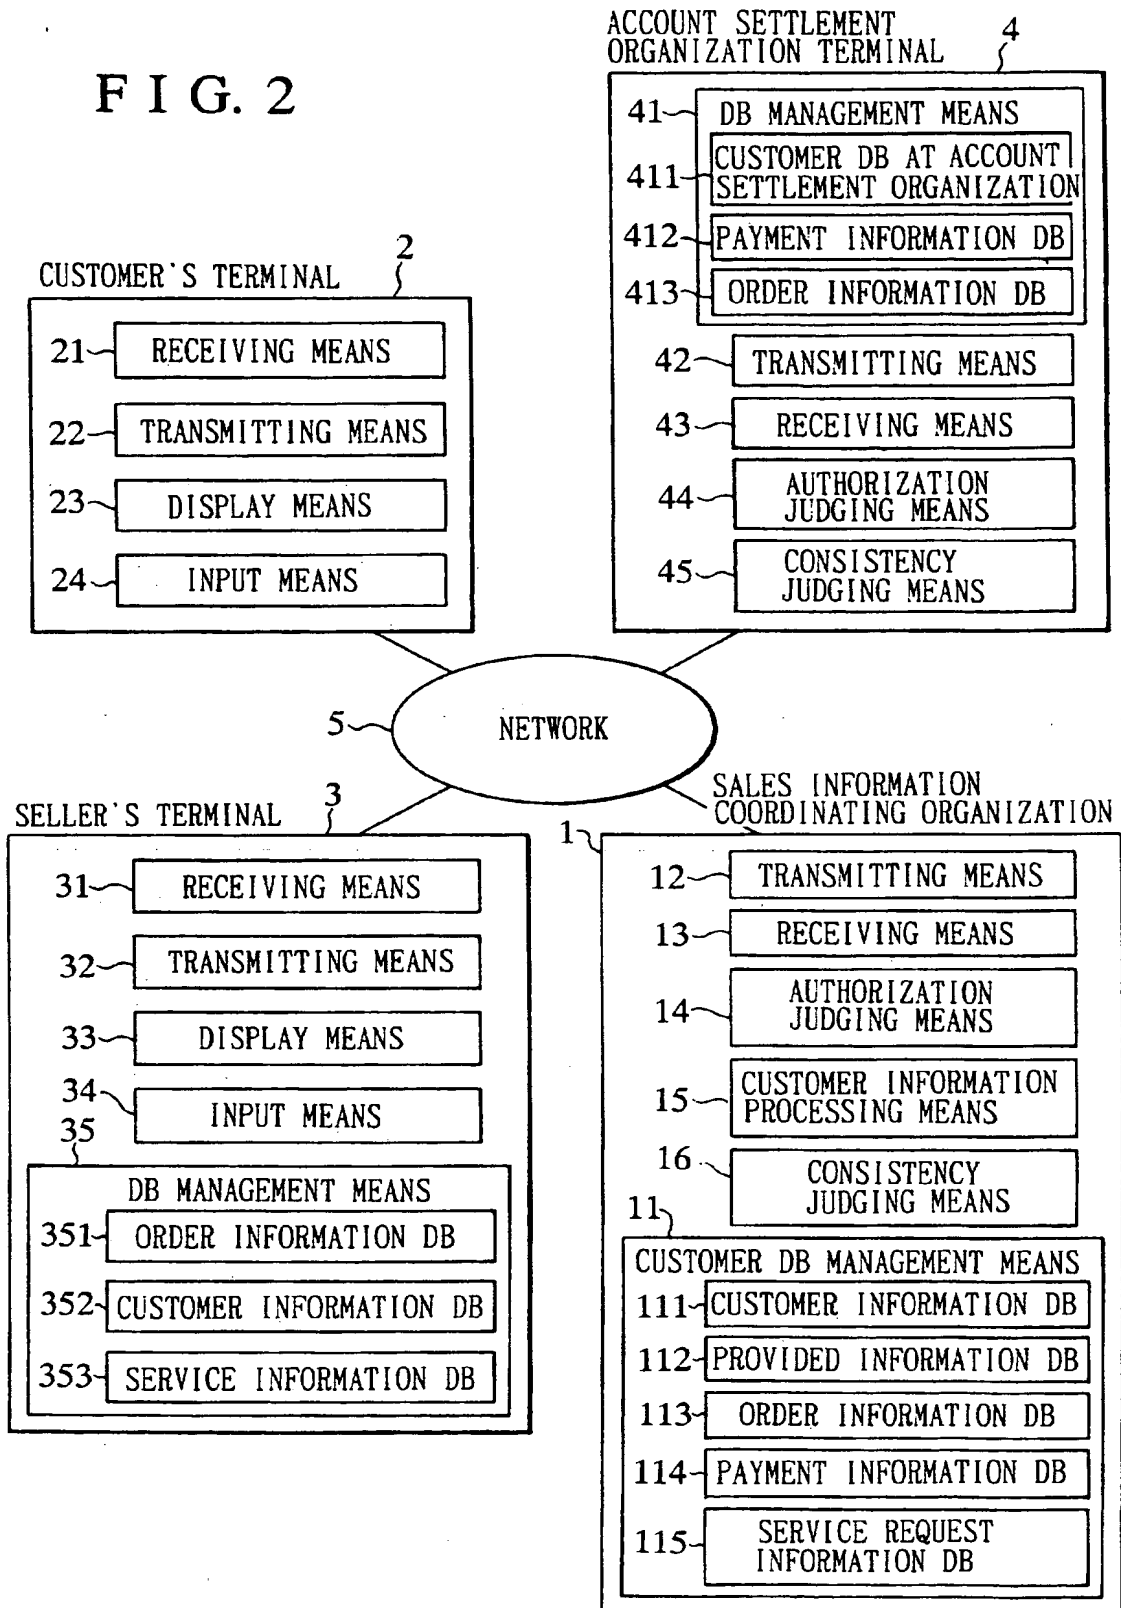 FIG. 2
ACCOUNT SETTLEMENT
ORGANIZATION TERMINAL
4
41
DB MANAGEMENT MEANS
411
CUSTOMER DB AT ACCOUNT
SETTLEMENT ORGANIZATION
412
PAYMENT INFORMATION DB
413
ORDER INFORMATION DB
42
TRANSMITTING MEANS
43
RECEIVING MEANS
44
AUTHORIZATION
JUDGING MEANS
45
CONSISTENCY
JUDGING MEANS
CUSTOMER'S TERMINAL
2
21
RECEIVING MEANS
22
TRANSMITTING MEANS
23
DISPLAY MEANS
24
INPUT MEANS
5
NETWORK
SELLER'S TERMINAL
3
31
RECEIVING MEANS
32
TRANSMITTING MEANS
33
DISPLAY MEANS
34
INPUT MEANS
35
DB MANAGEMENT MEANS
351
ORDER INFORMATION DB
352
CUSTOMER INFORMATION DB
353
SERVICE INFORMATION DB
SALES INFORMATION
COORDINATING ORGANIZATION
1
12
TRANSMITTING MEANS
13
RECEIVING MEANS
14
AUTHORIZATION
JUDGING MEANS
15
CUSTOMER INFORMATION
PROCESSING MEANS
16
CONSISTENCY
JUDGING MEANS
11
CUSTOMER DB MANAGEMENT MEANS
111
CUSTOMER INFORMATION DB
112
PROVIDED INFORMATION DB
113
ORDER INFORMATION DB
114
PAYMENT INFORMATION DB
115
SERVICE REQUEST
INFORMATION DB